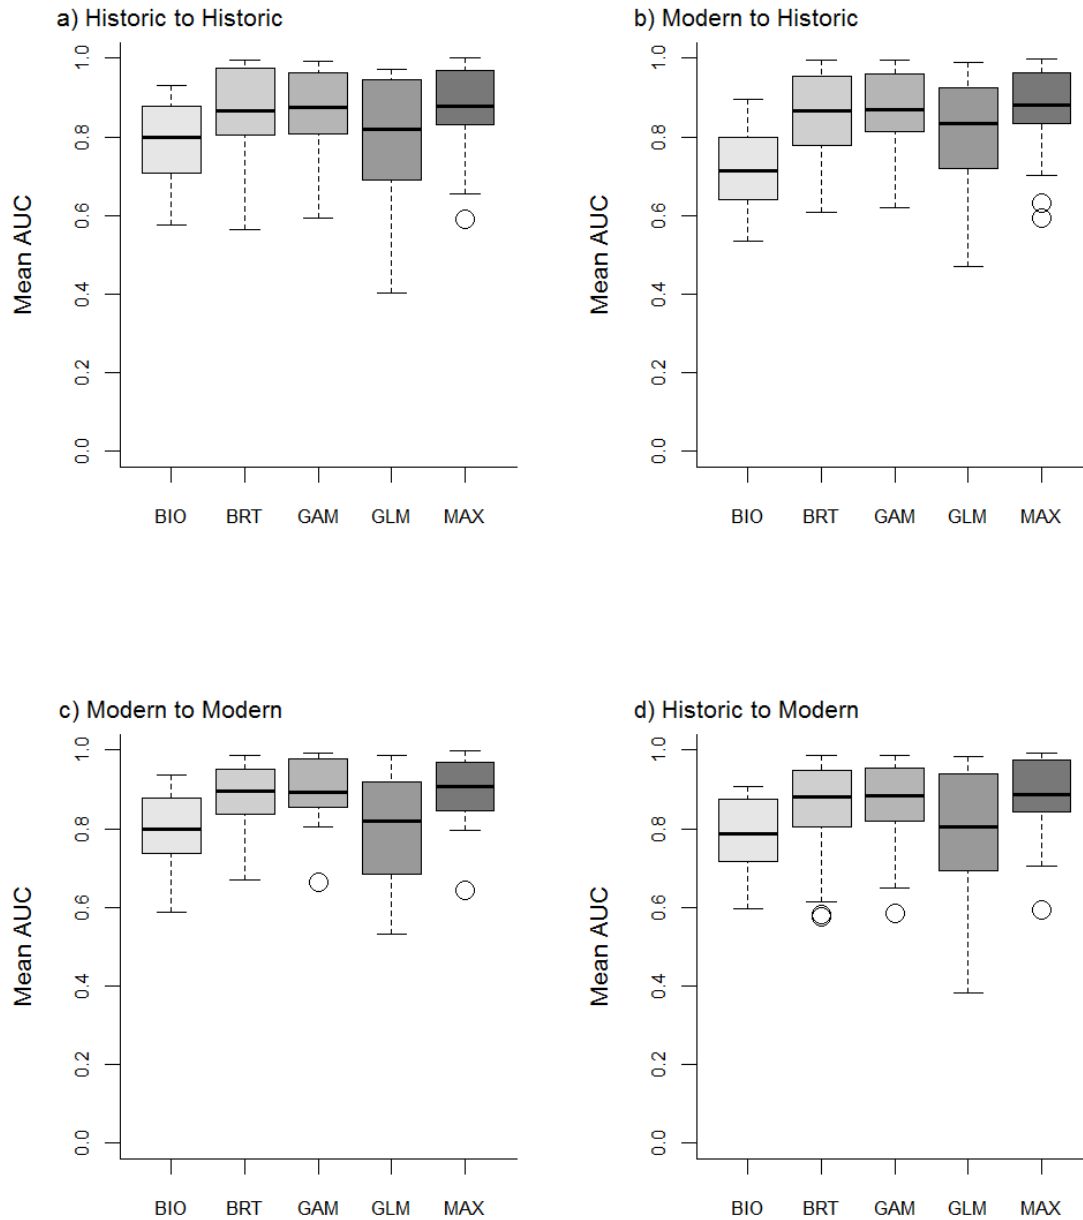 a) Historic to Historic
b) Modern to Historic
Mean AUC
1.0
0.8
0.6
0.4
0.2
0.0
BIO BRT GAM GLM MAX
Mean AUC
1.0
0.8
0.6
0.4
0.2
0.0
BIO BRT GAM GLM MAX
c) Modern to Modern
d) Historic to Modern
Mean AUC
1.0
0.8
0.6
0.4
0.2
0.0
BIO BRT GAM GLM MAX
Mean AUC
1.0
0.8
0.6
0.4
0.2
0.0
BIO BRT GAM GLM MAX